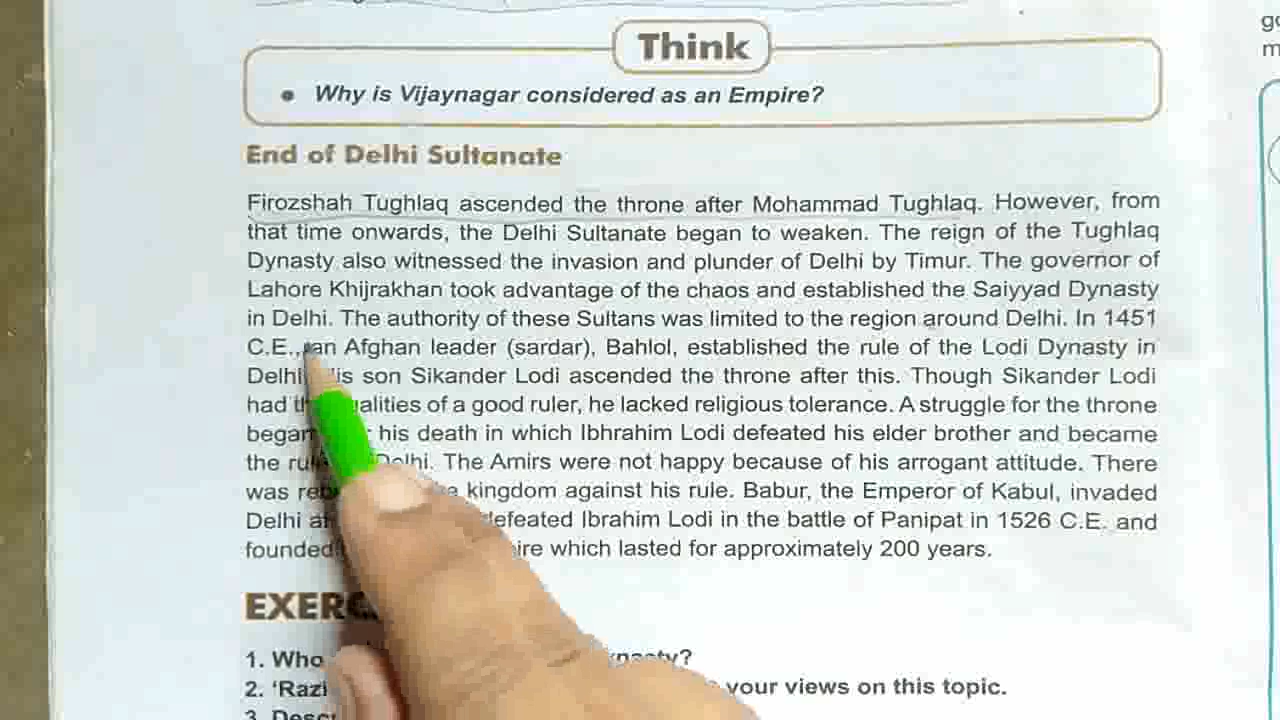 Think
• Why is Vijaynagar considered as an Empire?
End of Delhi Sultanate
Firozshah Tughlaq ascended the throne after Mohammad Tughlaq. However, from
that time onwards, the Delhi Sultanate began to weaken. The reign of the Tughlaq
Dynasty also witnessed the invasion and plunder of Delhi by Timur. The governor of
Lahore Khijrakhan took advantage of the chaos and established the Saiyyad Dynasty
in Delhi. The authority of these Sultans was limited to the region around Delhi. In 1451
C.E., an Afghan leader (sardar), Bahlol, established the rule of the Lodi Dynasty in
Delhi son Sikander Lodi ascended the throne after this. Though Sikander Lodi
had qualities of a good ruler, he lacked religious tolerance. A struggle for the throne
began his death in which Ibhrahim Lodi defeated his elder brother and became
the Delhi. The Amirs were not happy because of his arrogant attitude. There
was kingdom against his rule. Babur, the Emperor of Kabul, invaded
Delhi defeated Ibrahim Lodi in the battle of Panipat in 1526 C.E. and
founded which lasted for approximately 200 years.
1. Who
2. ‘Razi your views on this topic.
3.